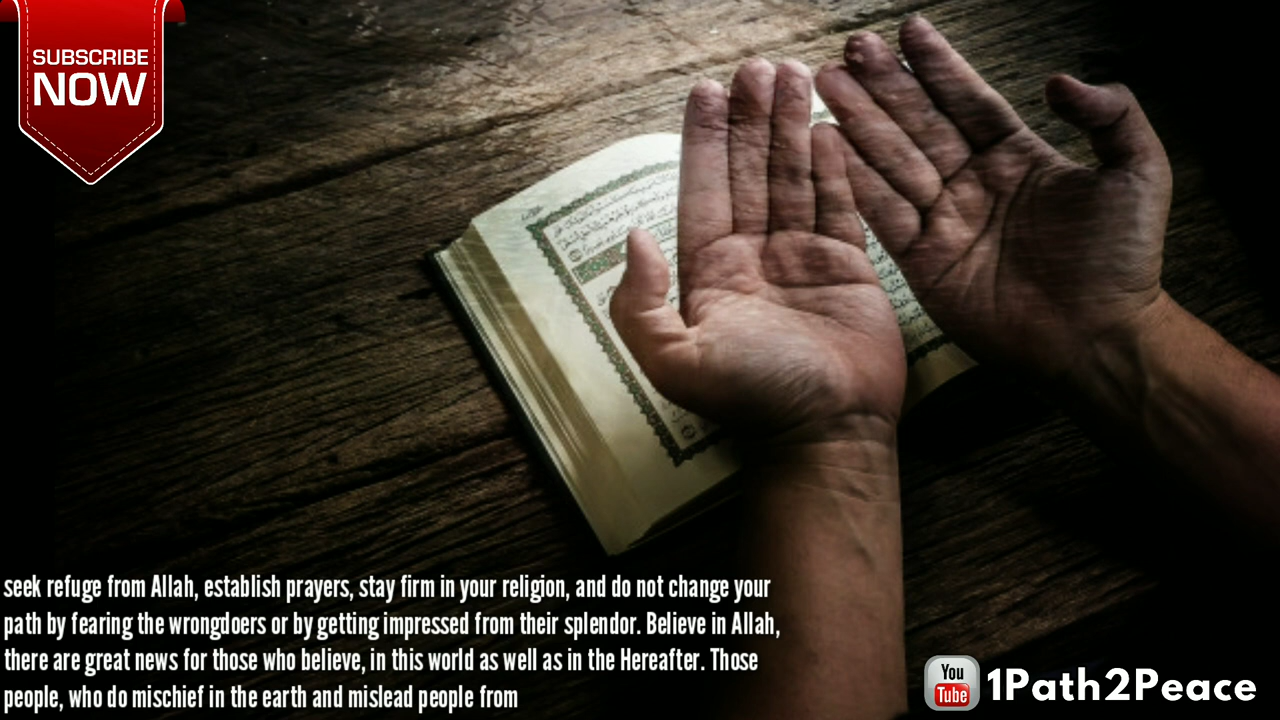 SUBSCRIBE
NOW
seek refuge from Allah, establish prayers, stay firm in your religion, and do not change your
path by fearing the wrongdoers or by getting impressed from their splendor. Believe in Allah,
there are great news for those who believe, in this world as well as in the Hereafter. Those
people, who do mischief in the earth and mislead people from
You
Tube
1Path2Peace